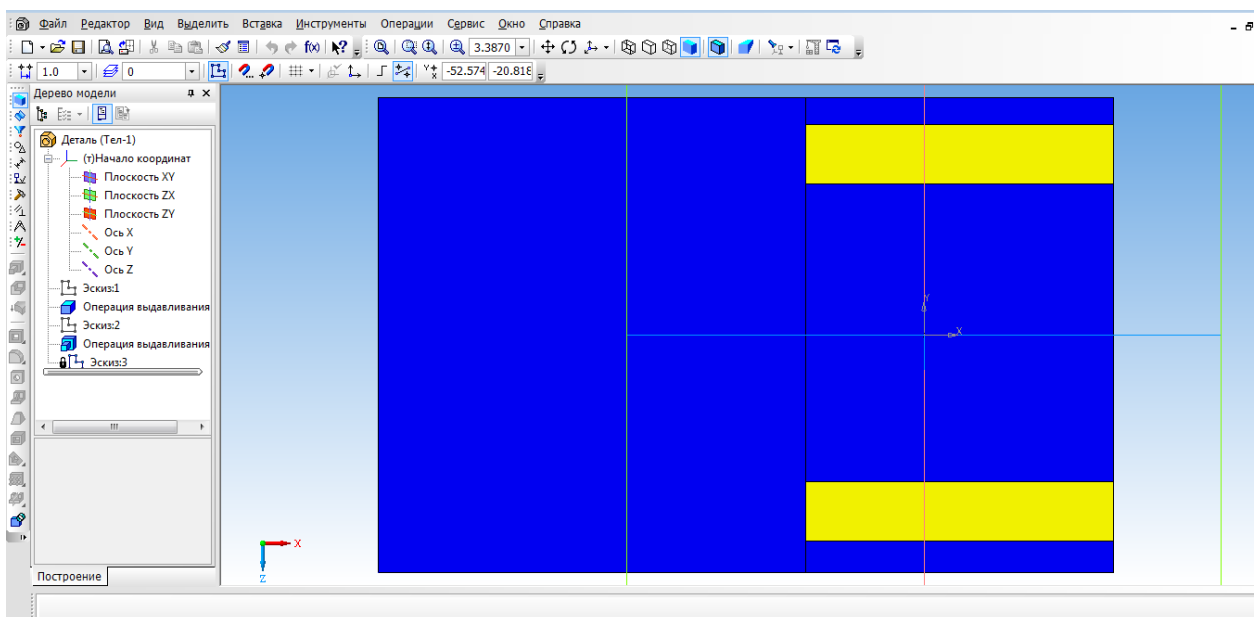 Файл Редактор Вид Выделить Вставка Инструменты Операции Сервис Окно Справка
3.3870
1.0 0 -52.574 -20.818
Дерево модели
Деталь (Тел-1)
(т)Начало координат
Плоскость XY
Плоскость ZX
Плоскость ZY
Ось X
Ось Y
Ось Z
Эскиз:1
Операция выдавливания
Эскиз:2
Операция выдавливания
Эскиз:3
Построение
Y
X
X
Z